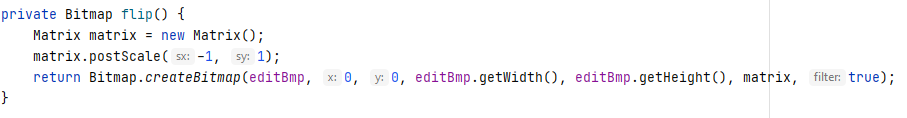 private Bitmap flip() {
    Matrix matrix = new Matrix();
    matrix.postScale( sx: -1, sy: 1);
    return Bitmap.createBitmap(editBmp, x: 0, y: 0, editBmp.getWidth(), editBmp.getHeight(), matrix, filter: true);
}